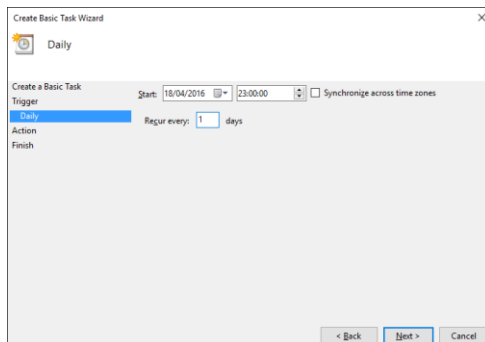 Create Basic Task Wizard
Daily
Create a Basic Task
Trigger
Daily
Action
Finish
Start: 18/04/2016 23:00:00 Synchronize across time zones
Recur every: 1 days
< Back Next > Cancel